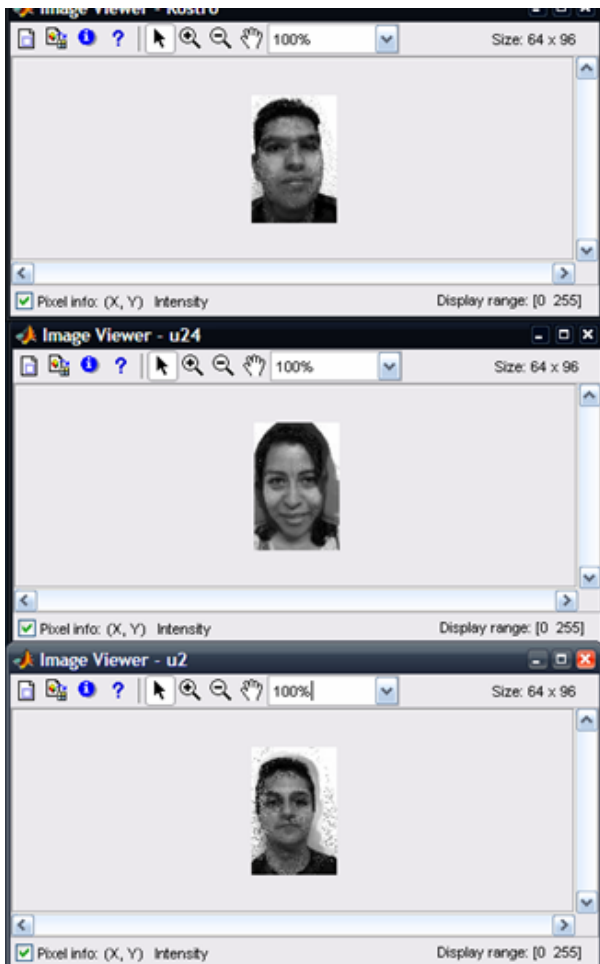 Image Viewer - Rostro
? 100% Size: 64 x 96
Pixel info: (X, Y) Intensity Display range: [0 255]
Image Viewer - u24
? 100% Size: 64 x 96
Pixel info: (X, Y) Intensity Display range: [0 255]
Image Viewer - u2
? 100% Size: 64 x 96
Pixel info: (X, Y) Intensity Display range: [0 255]